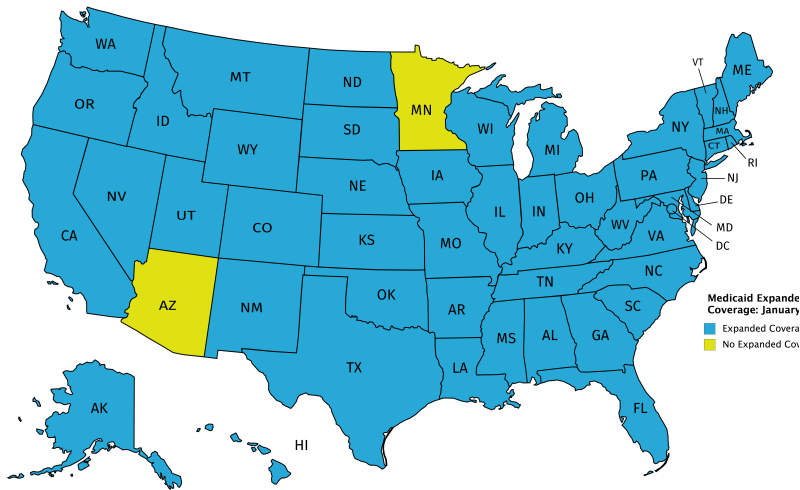 WA
OR
CA
ID
NV
MT
WY
UT
AZ
CO
NM
ND
SD
NE
KS
OK
TX
MN
IA
MO
AR
LA
WI
IL
MI
IN
OH
KY
TN
MS
AL
GA
FL
SC
NC
VA
WV
PA
NY
VT
NH
ME
MA
CT
RI
NJ
DE
MD
DC
AK
HI
Medicaid Expande
Coverage: January
Expanded Covera
No Expanded Cov